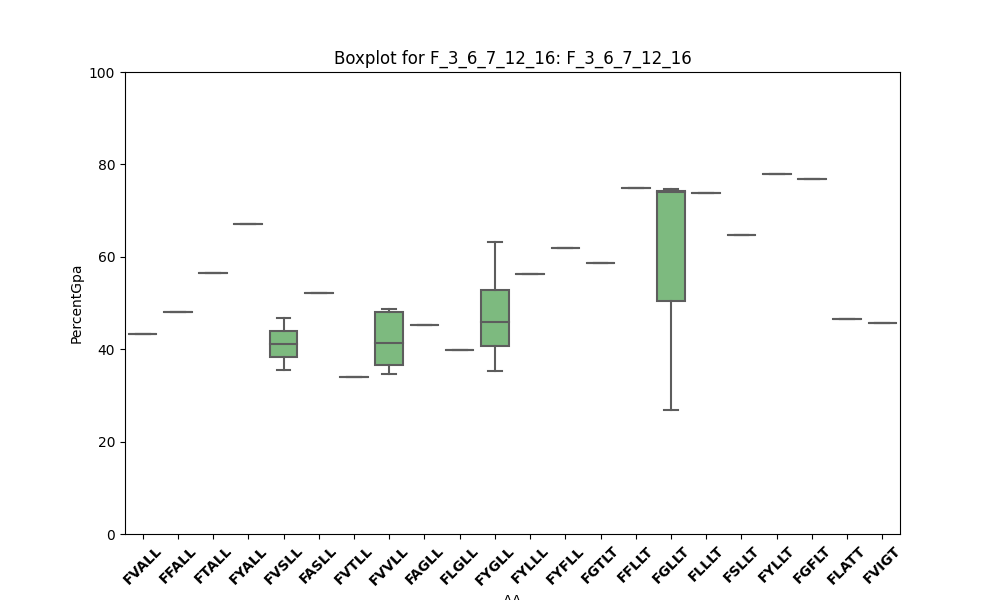 Boxplot for F_3_6_7_12_16: F_3_6_7_12_16
100
80
60
40
20
0
PercentGpa
FVALL FFALL FTALL FYALL FVSLL FASLL FVTLL FVVLL FAGLL FLGLL FYGLL FYLLL FYFLL FGTLT FFLLT FGLLT FLLLT FSLLT FYLLT FGFLT FLATT FVIGT
AA